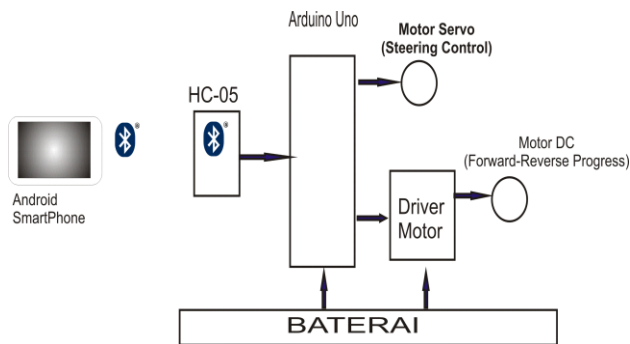 Arduino Uno
Motor Servo
(Steering Control)
HC-05
®
®
Motor DC
(Forward-Reverse Progress)
Android
SmartPhone
Driver
Motor
BATERAI